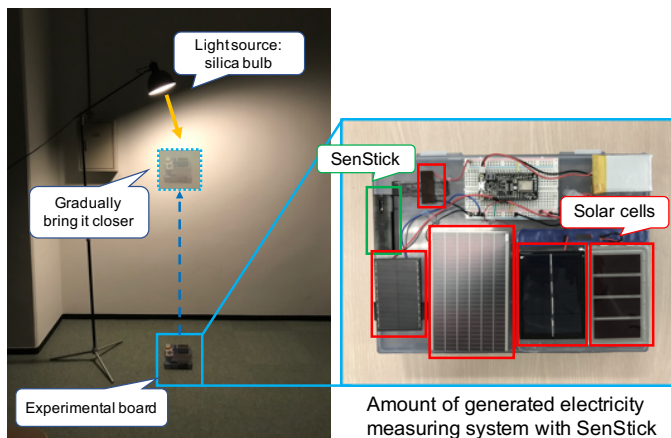 Light source:
silica bulb
Gradually
bring it closer
Experimental board
SenStick
Solar cells
Amount of generated electricity
measuring system with SenStick